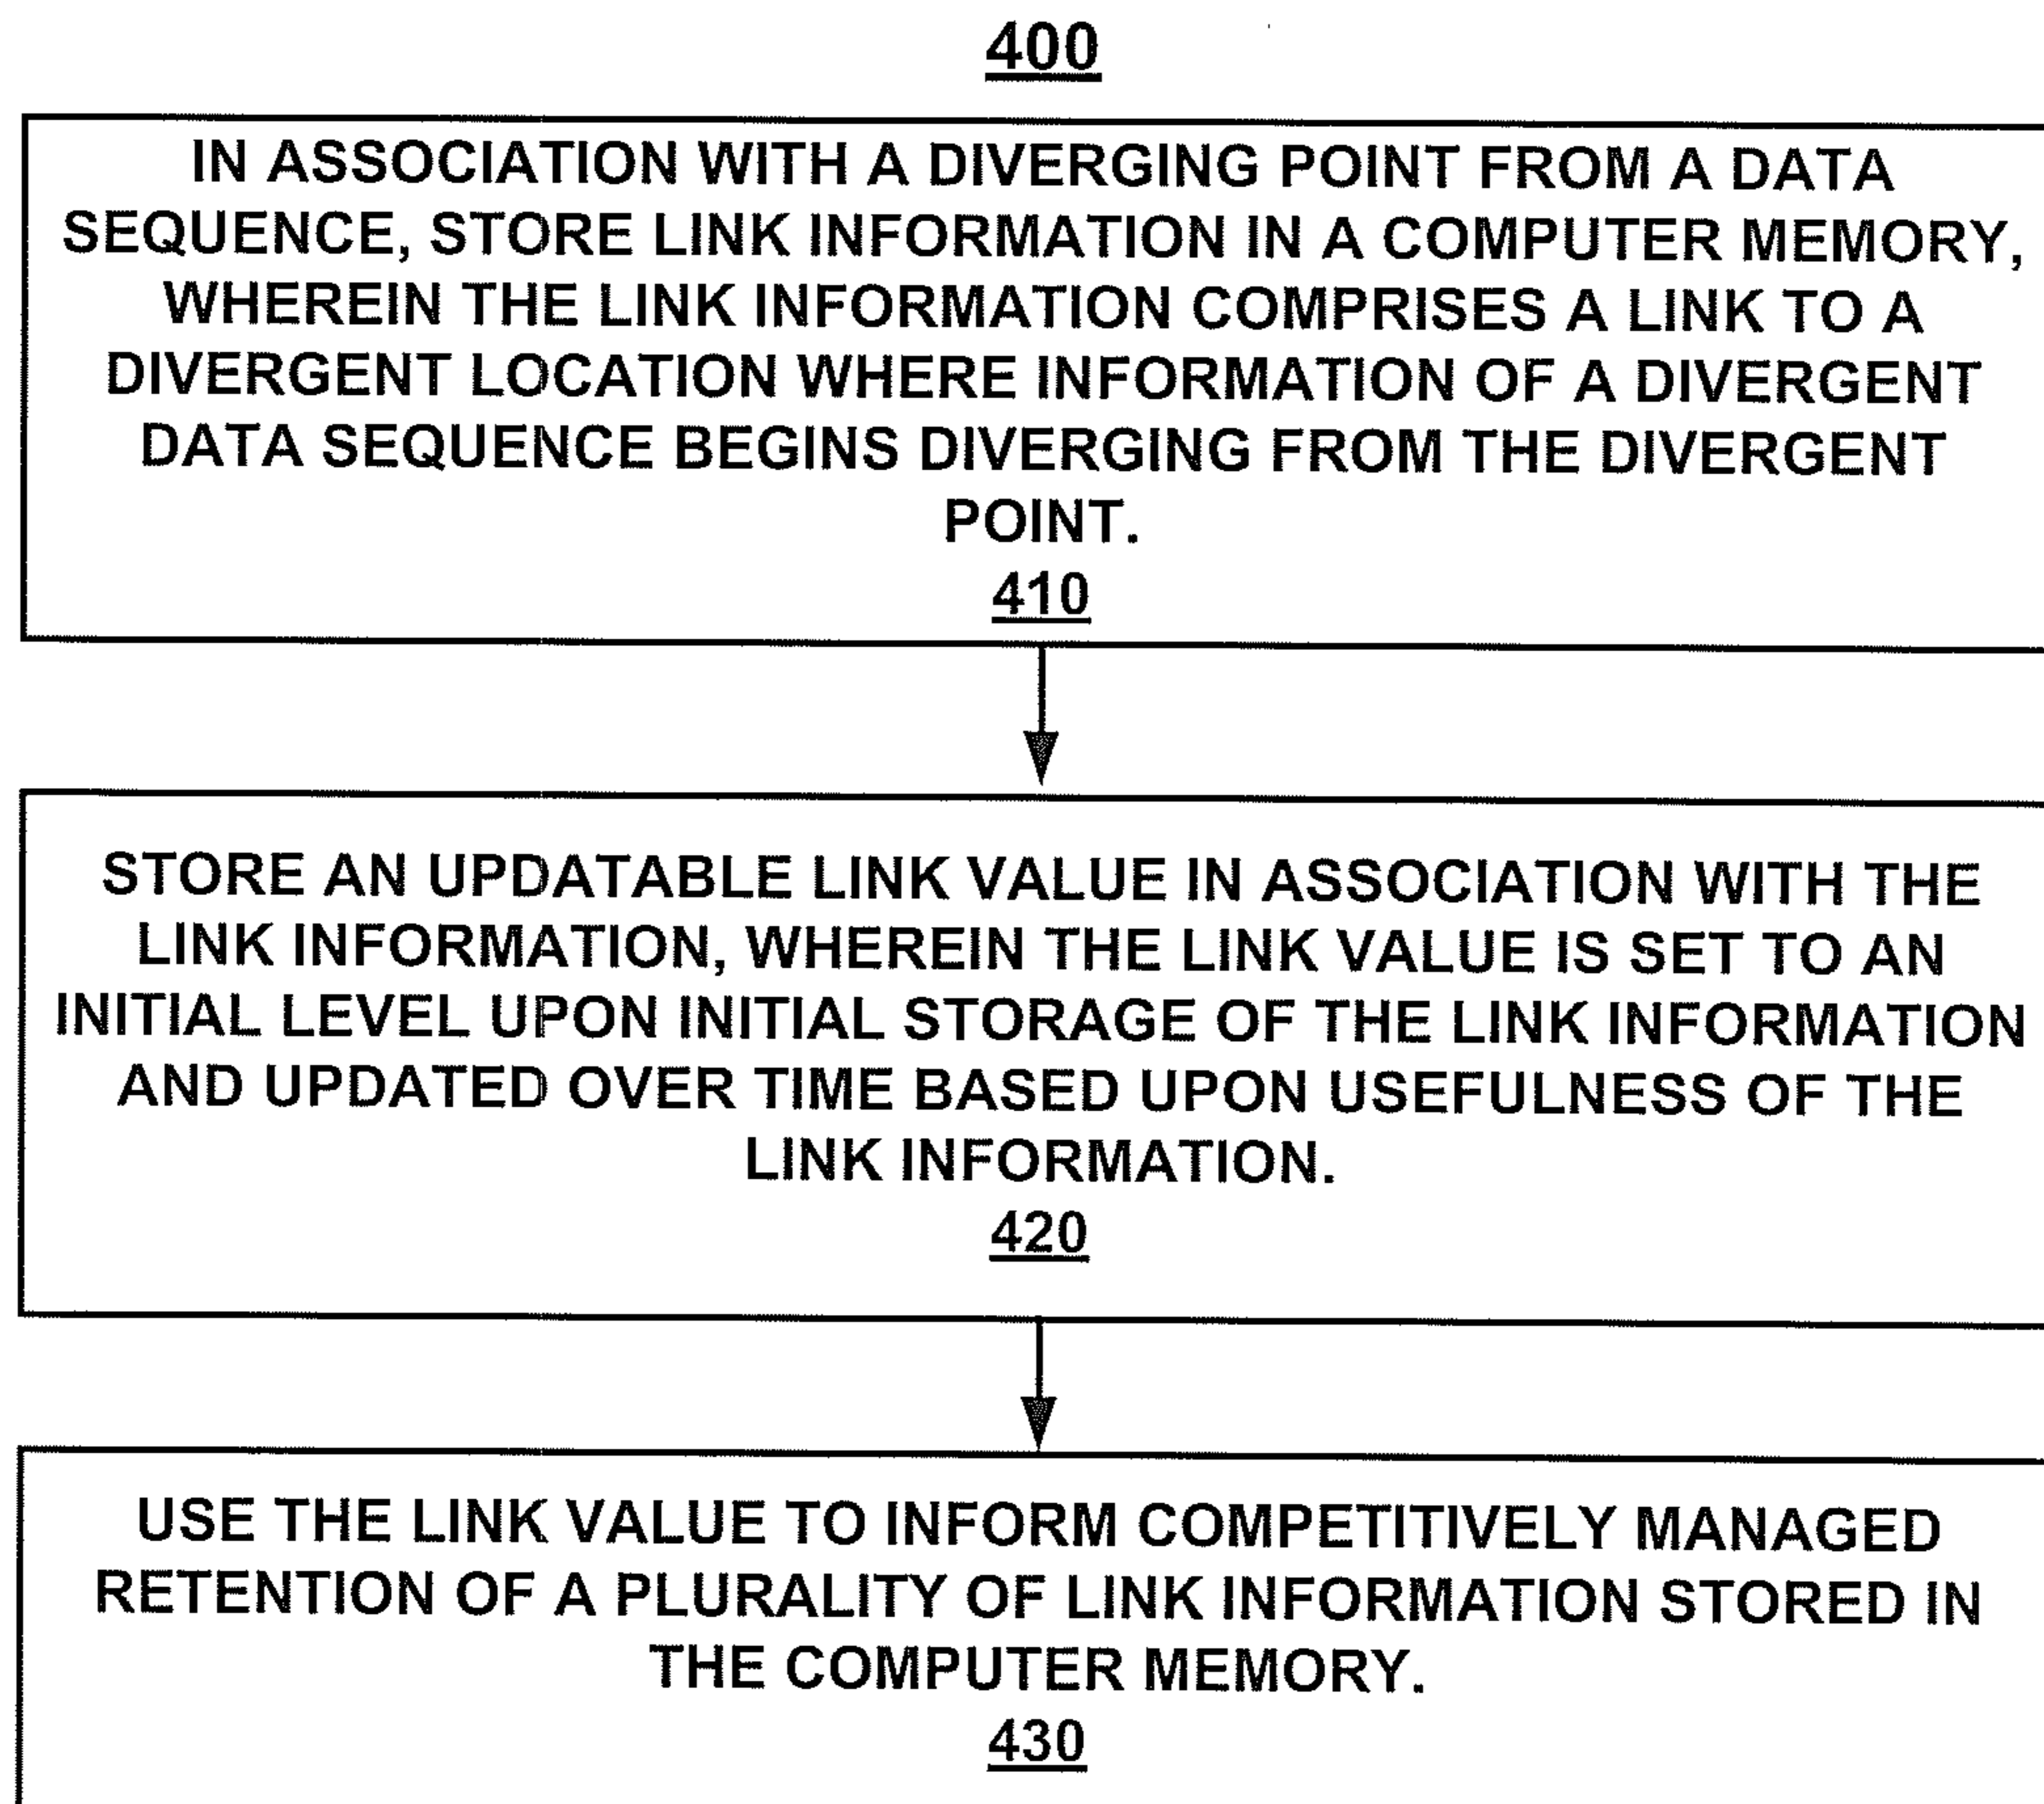 400
IN ASSOCIATION WITH A DIVERGING POINT FROM A DATA
SEQUENCE, STORE LINK INFORMATION IN A COMPUTER MEMORY,
WHEREIN THE LINK INFORMATION COMPRISES A LINK TO A
DIVERGENT LOCATION WHERE INFORMATION OF A DIVERGENT
DATA SEQUENCE BEGINS DIVERGING FROM THE DIVERGENT
POINT.
410
STORE AN UPDATABLE LINK VALUE IN ASSOCIATION WITH THE
LINK INFORMATION, WHEREIN THE LINK VALUE IS SET TO AN
INITIAL LEVEL UPON INITIAL STORAGE OF THE LINK INFORMATION
AND UPDATED OVER TIME BASED UPON USEFULNESS OF THE
LINK INFORMATION.
420
USE THE LINK VALUE TO INFORM COMPETITIVELY MANAGED
RETENTION OF A PLURALITY OF LINK INFORMATION STORED IN
THE COMPUTER MEMORY.
430